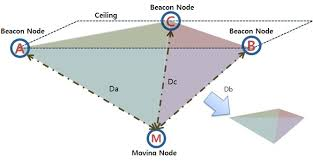 Beacon Node
Ceiling
C
Beacon Node
Beacon Node
A
B
Da
Dc
Db
M
Moving Node